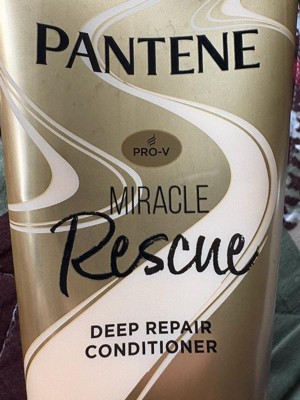 PANTENE
PRO-V
MIRACLE
Rescue
DEEP REPAIR
CONDITIONER